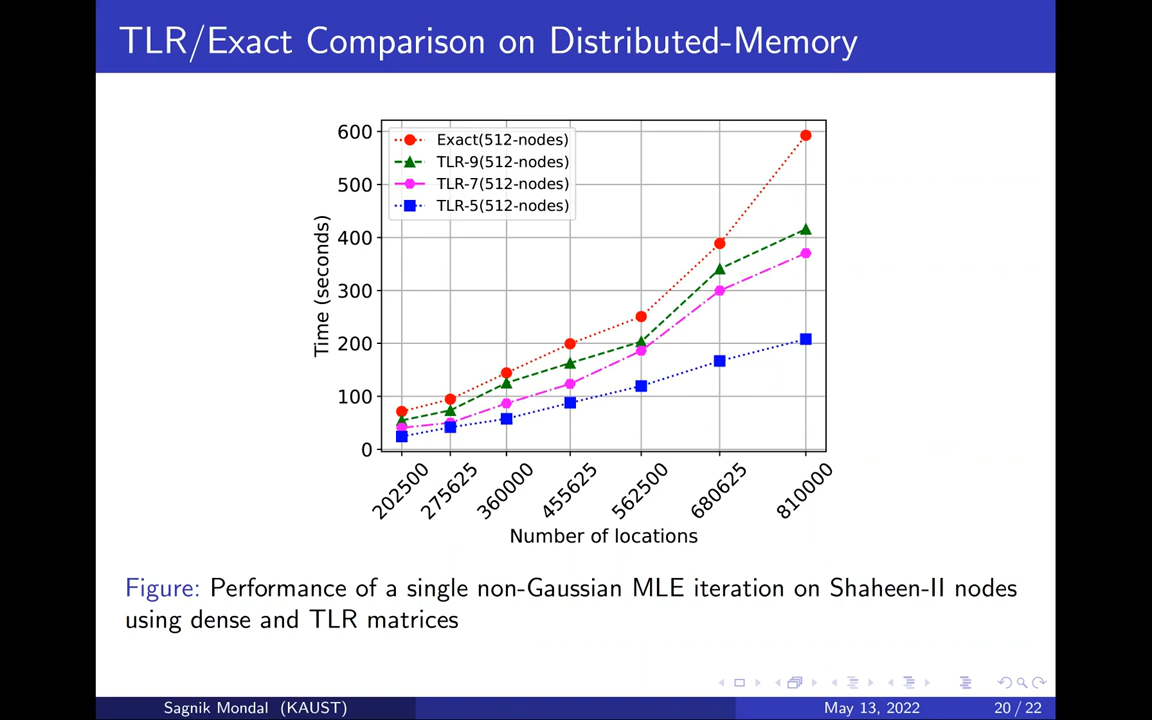 TLR/Exact Comparison on Distributed-Memory
Exact(512-nodes)
TLR-9(512-nodes)
TLR-7(512-nodes)
TLR-5(512-nodes)
600
500
400
300
200
100
0
Time (seconds)
202500
275625
360000
455625
562500
680625
810000
Number of locations
Figure: Performance of a single non-Gaussian MLE iteration on Shaheen-II nodes
using dense and TLR matrices
Sagnik Mondal (KAUST)
May 13, 2022
20 / 22